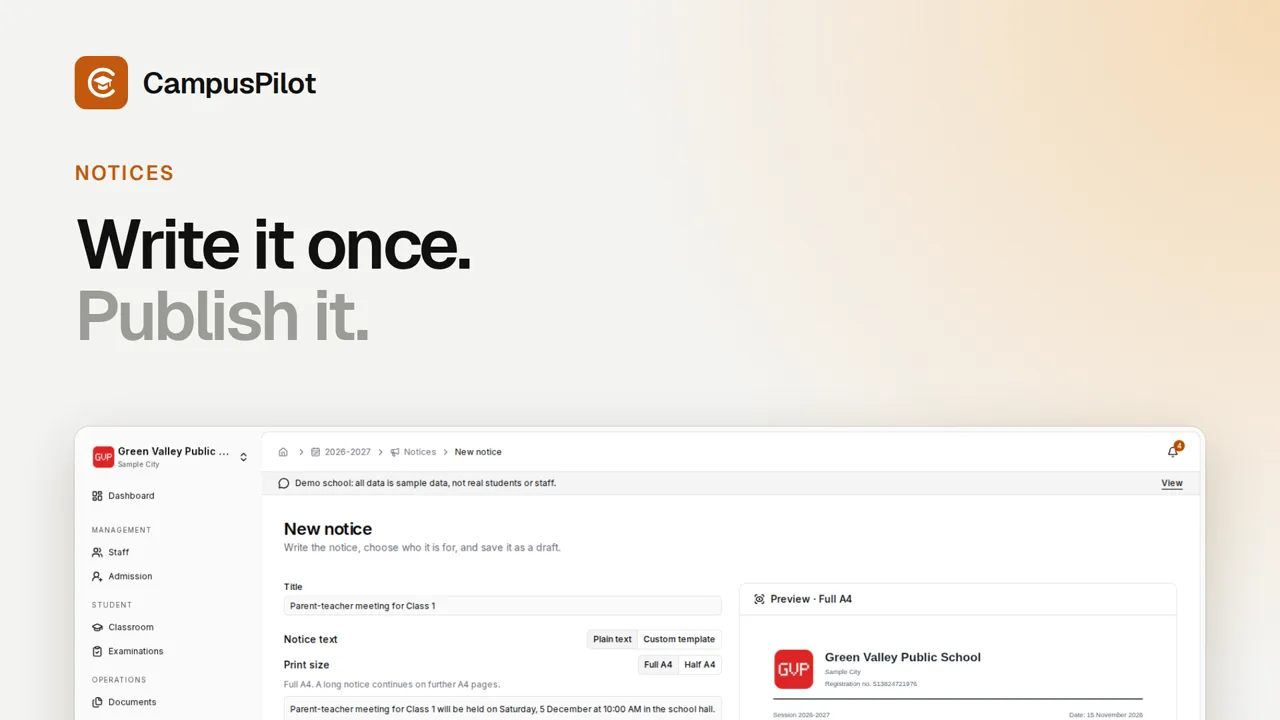 CampusPilot
NOTICES
Write it once.
Publish it.
GVP
Green Valley Public ...
Sample City
Dashboard
MANAGEMENT
Staff
Admission
STUDENT
Classroom
Examinations
OPERATIONS
Documents
2026-2027
Notices
New notice
4
Demo school: all data is sample data, not real students or staff.
View
New notice
Write the notice, choose who it is for, and save it as a draft.
Title
Parent-teacher meeting for Class 1
Notice text
Plain text
Custom template
Print size
Full A4
Half A4
Full A4. A long notice continues on further A4 pages.
Parent-teacher meeting for Class 1 will be held on Saturday, 5 December at 10:00 AM in the school hall.
Preview · Full A4
GVP
Green Valley Public School
Sample City
Registration no. 513824721976
Session 2026-2027
Date: 15 November 2026